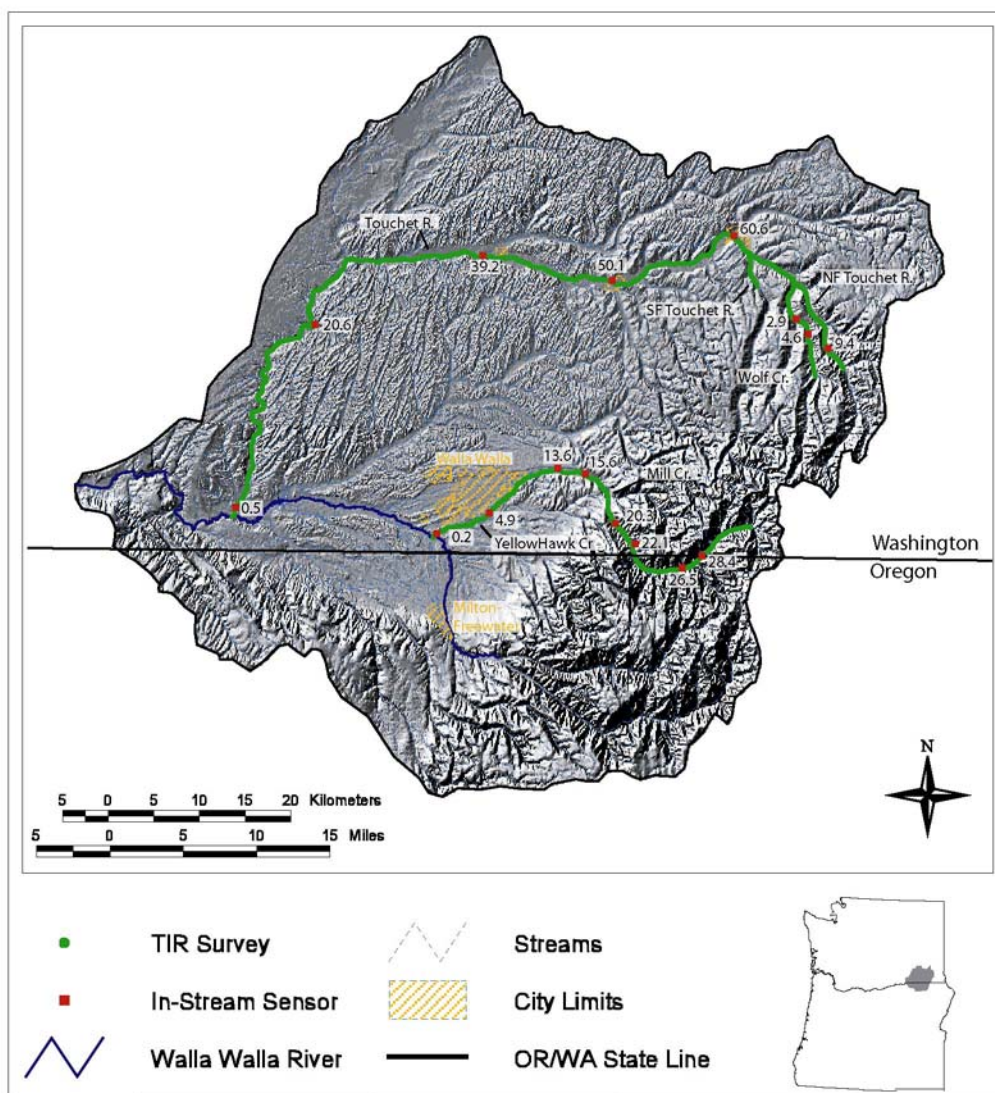 Touchet R.
60.6
39.2
50.1
NF Touchet R.
SF Touchet R.
20.6
2.9
4.6
9.4
Wolf Cr.
Walla Walla
13.6
15.6
Mill Cr.
0.5
4.9
20.3
0.2
YellowHawk Cr
22.1
28.4
26.5
Washington
Oregon
Milton-
Freewater
N
5 0 5 10 15 20 Kilometers
5 0 5 10 15 Miles
TIR Survey
Streams
In-Stream Sensor
City Limits
Walla Walla River
OR/WA State Line